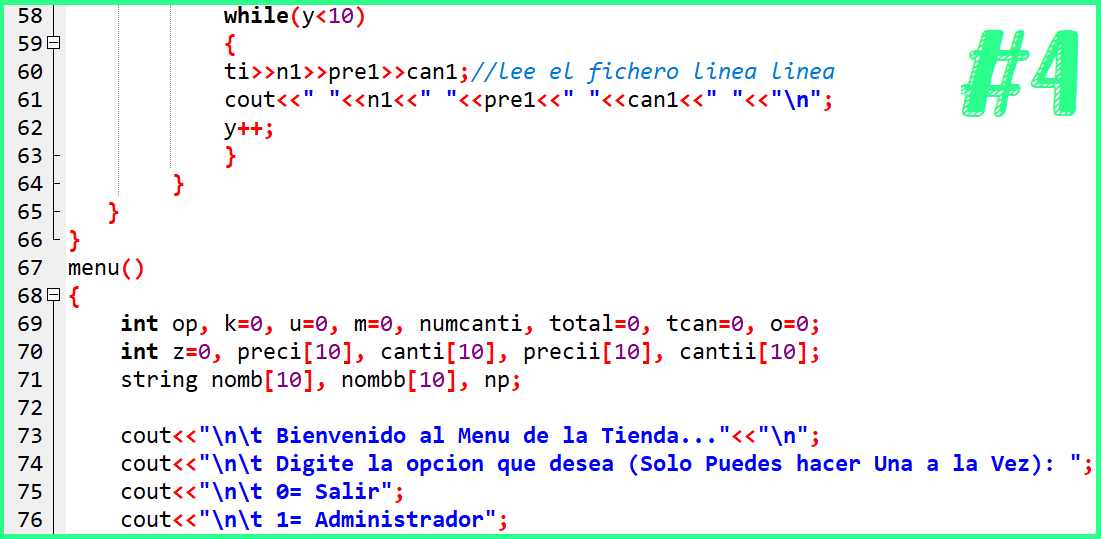 58 while(y<10)
59 {
60 ti>>n1>>pre1>>can1;//lee el fichero linea linea
61 cout<<" "<<n1<<" "<<pre1<<" "<<can1<<" "<<"\n";
62 y++;
63 }
64 }
65 }
66 }
67 menu()
68 {
69 int op, k=0, u=0, m=0, numcanti, total=0, tcan=0, o=0;
70 int z=0, preci[10], canti[10], precii[10], cantii[10];
71 string nomb[10], nombb[10], np;
72
73 cout<<"\n\t Bienvenido al Menu de la Tienda..."<<"\n";
74 cout<<"\n\t Digite la opcion que desea (Solo Puedes hacer Una a la Vez): ";
75 cout<<"\n\t 0= Salir";
76 cout<<"\n\t 1= Administrador";
#4